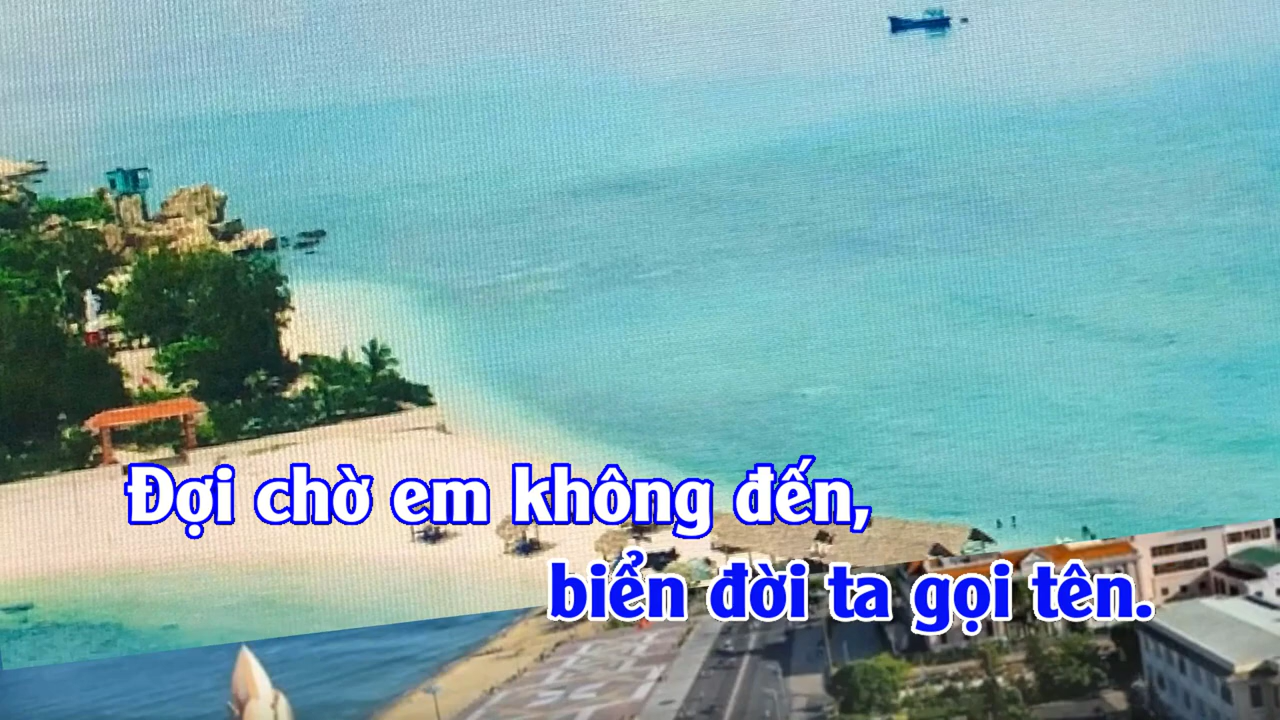 Đợi chờ em không đến,
biển đời ta gọi tên.